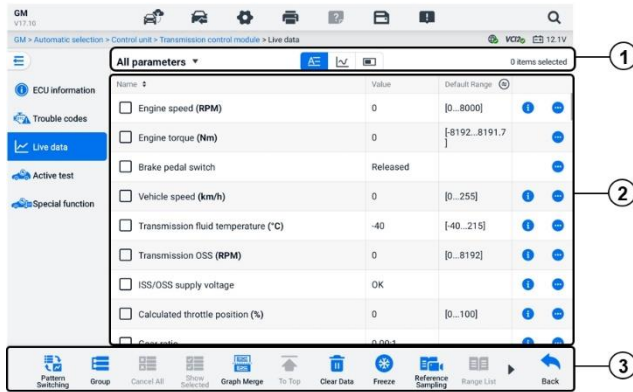 GM
V17.10
GM > Automatic selection > Control unit > Transmission control module > Live data
VCI 12.1V
All parameters ▼ 0 items selected
1
ECU information
Trouble codes
Live data
Active test
Special function
Name Value Default Range
Engine speed (RPM) 0 [0...8000]
Engine torque (Nm) 0 [-8192...8191.7
]
Brake pedal switch Released
Vehicle speed (km/h) 0 [0...255]
2
Transmission fluid temperature (°C) -40 [-40...215]
Transmission OSS (RPM) 0 [0...8192]
ISS/OSS supply voltage OK
Calculated throttle position (%) 0 [0...100]
Gear ratio 0.00:1
Pattern
Switching
Group
Cancel All
Show
Selected
Graph Merge
To Top
Clear Data
Freeze
Reference
Sampling
Range List
Back
3